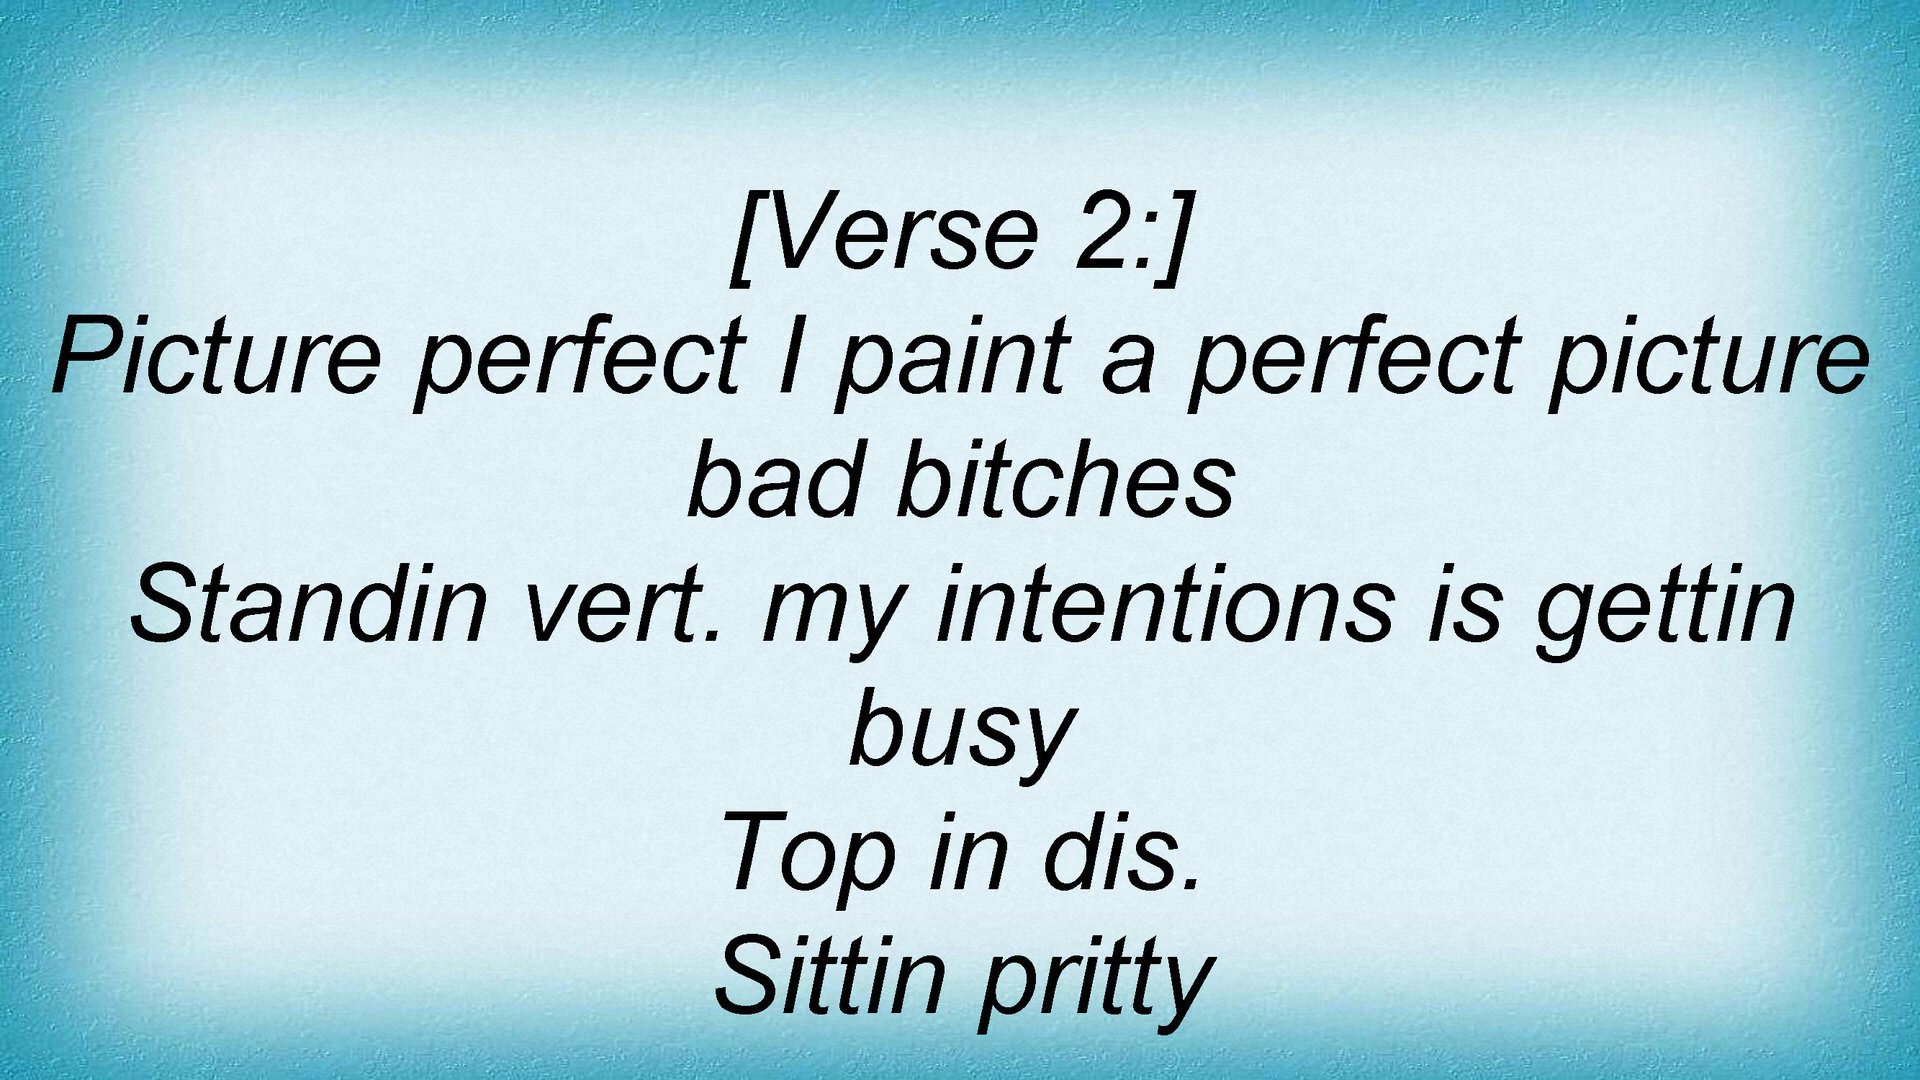 [Verse 2:]
Picture perfect I paint a perfect picture
bad bitches
Standin vert. my intentions is gettin
busy
Top in dis.
Sittin pritty